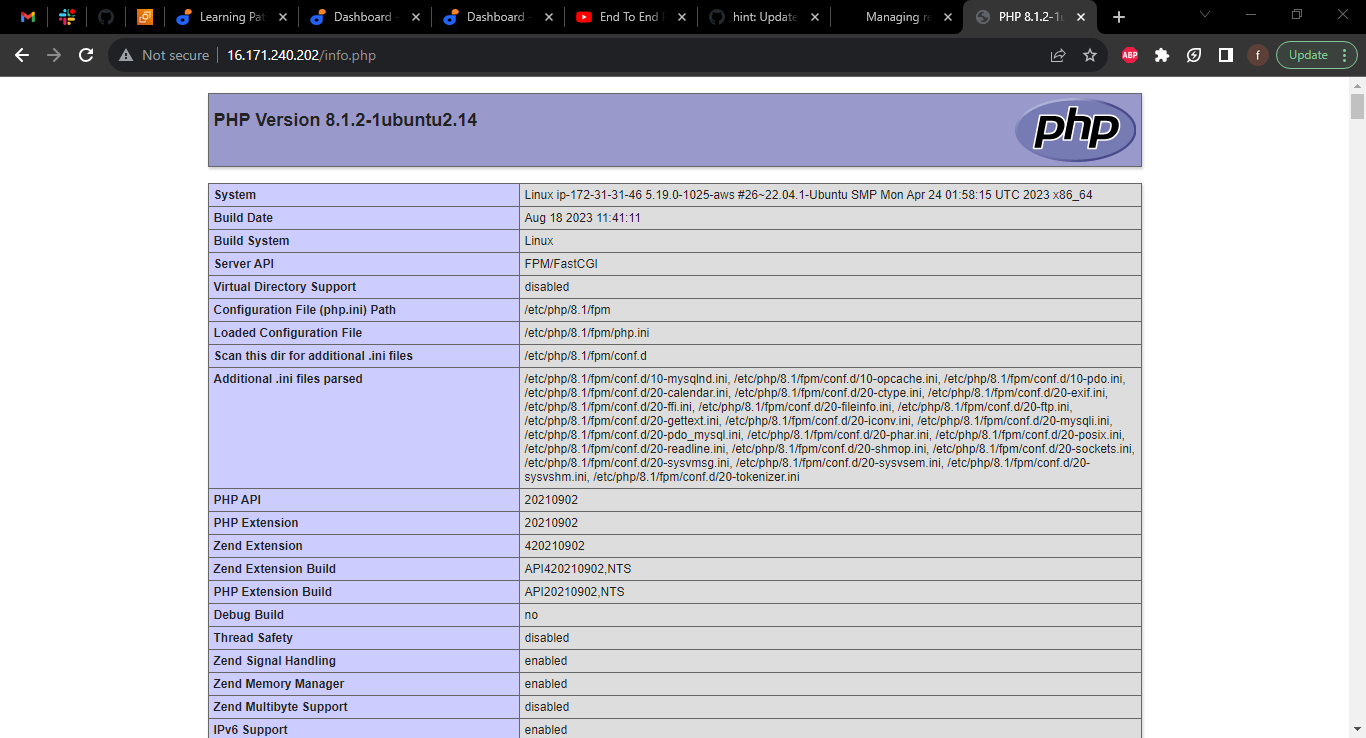 Learning Pat
Dashboard
Dashboard
End To End
hint: Update
Managing re
PHP 8.1.2-1u
Not secure
16.171.240.202/info.php
ABP
f
Update
PHP Version 8.1.2-1ubuntu2.14
php
System Linux ip-172-31-31-46 5.19.0-1025-aws #26~22.04.1-Ubuntu SMP Mon Apr 24 01:58:15 UTC 2023 x86_64
Build Date Aug 18 2023 11:41:11
Build System Linux
Server API FPM/FastCGI
Virtual Directory Support disabled
Configuration File (php.ini) Path /etc/php/8.1/fpm
Loaded Configuration File /etc/php/8.1/fpm/php.ini
Scan this dir for additional .ini files /etc/php/8.1/fpm/conf.d
Additional .ini files parsed /etc/php/8.1/fpm/conf.d/10-mysqlnd.ini, /etc/php/8.1/fpm/conf.d/10-opcache.ini, /etc/php/8.1/fpm/conf.d/10-pdo.ini,
/etc/php/8.1/fpm/conf.d/20-calendar.ini, /etc/php/8.1/fpm/conf.d/20-ctype.ini, /etc/php/8.1/fpm/conf.d/20-exif.ini,
/etc/php/8.1/fpm/conf.d/20-ffi.ini, /etc/php/8.1/fpm/conf.d/20-fileinfo.ini, /etc/php/8.1/fpm/conf.d/20-ftp.ini,
/etc/php/8.1/fpm/conf.d/20-gettext.ini, /etc/php/8.1/fpm/conf.d/20-iconv.ini, /etc/php/8.1/fpm/conf.d/20-mysqli.ini,
/etc/php/8.1/fpm/conf.d/20-pdo_mysql.ini, /etc/php/8.1/fpm/conf.d/20-phar.ini, /etc/php/8.1/fpm/conf.d/20-posix.ini,
/etc/php/8.1/fpm/conf.d/20-readline.ini, /etc/php/8.1/fpm/conf.d/20-shmop.ini, /etc/php/8.1/fpm/conf.d/20-sockets.ini,
/etc/php/8.1/fpm/conf.d/20-sysvmsg.ini, /etc/php/8.1/fpm/conf.d/20-sysvsem.ini, /etc/php/8.1/fpm/conf.d/20-
sysvshm.ini, /etc/php/8.1/fpm/conf.d/20-tokenizer.ini
PHP API 20210902
PHP Extension 20210902
Zend Extension 420210902
Zend Extension Build API420210902,NTS
PHP Extension Build API20210902,NTS
Debug Build no
Thread Safety disabled
Zend Signal Handling enabled
Zend Memory Manager enabled
Zend Multibyte Support disabled
IPv6 Support enabled